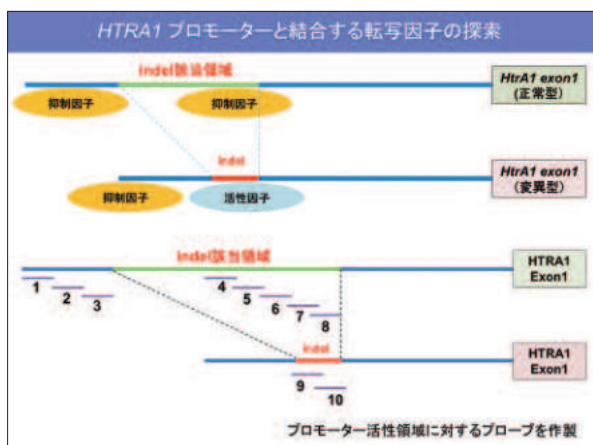 HTRA1 プロモーターと結合する転写因子の探索
indel該当領域
HtrA1 exon1
(正常型)
抑制因子
抑制因子
indel
HtrA1 exon1
(変異型)
抑制因子
活性因子
indel該当領域
HTRA1
Exon1
1
2
3
4
5
6
7
8
indel
HTRA1
Exon1
9
10
プロモーター活性領域に対するプローブを作製